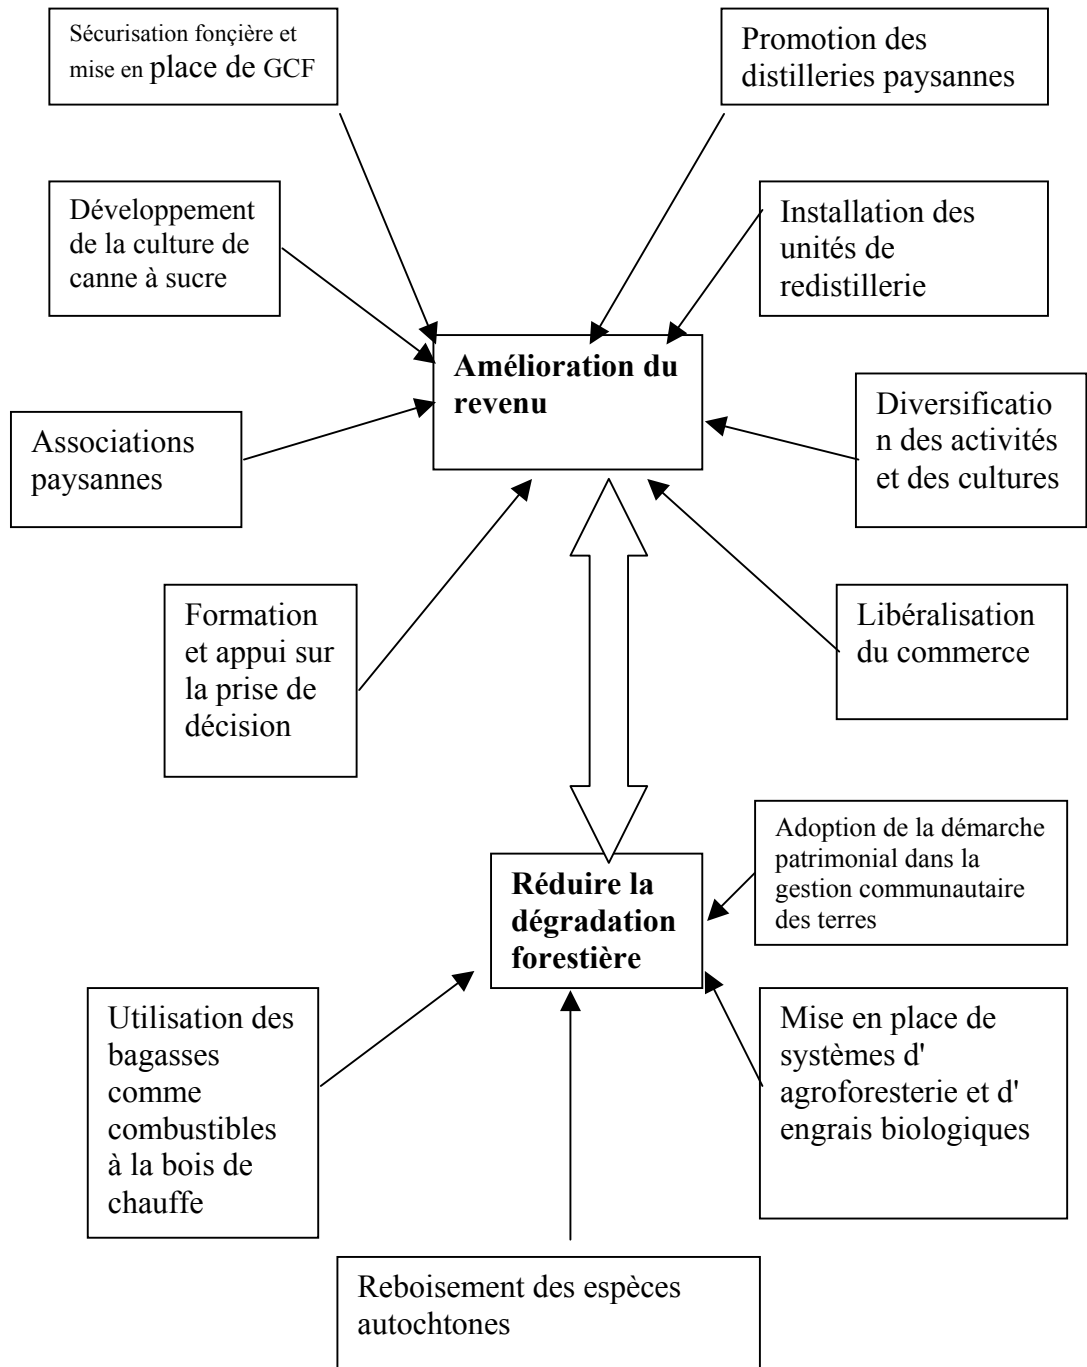 Sécurisation fonçière et
mise en place de GCF
Promotion des
distilleries paysannes
Développement
de la culture de
canne à sucre
Installation des
unités de
redistillerie
Amélioration du
revenu
Diversificatio
n des activités
et des cultures
Associations
paysannes
Formation
et appui sur
la prise de
décision
Libéralisation
du commerce
Adoption de la démarche
patrimonial dans la
gestion communautaire
des terres
Réduire la
dégradation
forestière
Utilisation des
bagasses
comme
combustibles
à la bois de
chauffe
Mise en place de
systèmes d'
agroforesterie et d'
engrais biologiques
Reboisement des espèces
autochtones